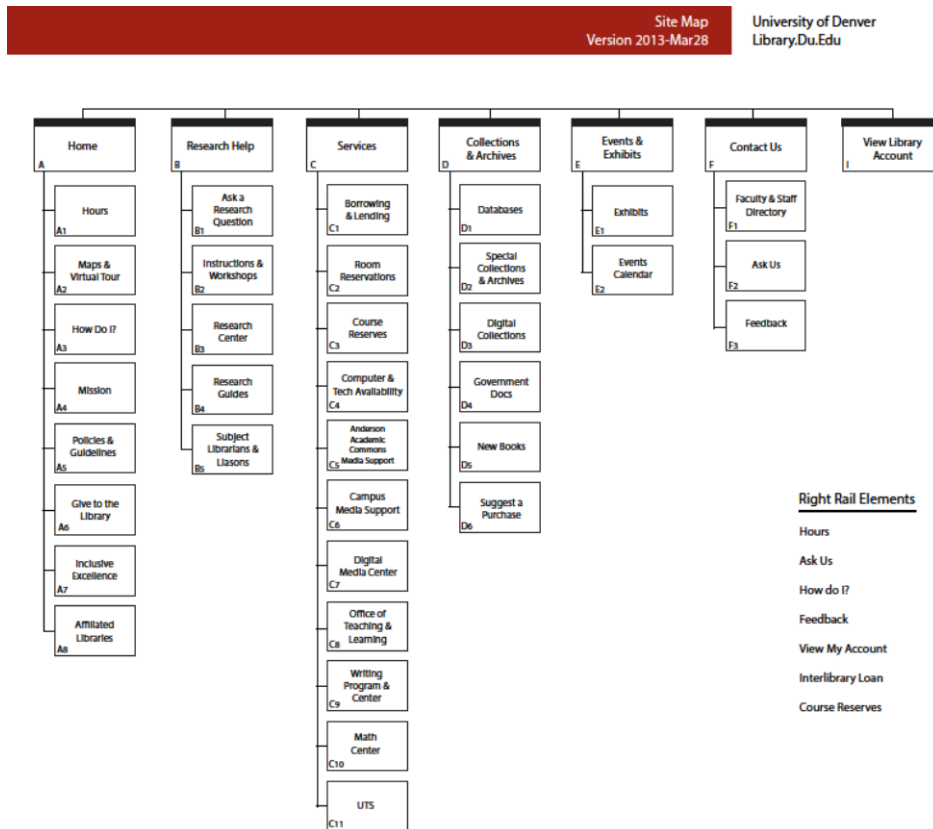 Site Map
Version 2013-Mar28
University of Denver
Library.Du.Edu
Home
A
Hours
A1
Maps &
Virtual Tour
A2
How Do I?
A3
Mission
A4
Policies &
Guidelines
A5
Give to the
Library
A6
Inclusive
Excellence
A7
Affiliated
Libraries
A8
Research Help
B
Ask a
Research
Question
B1
Instructions &
Workshops
B2
Research
Center
B3
Research
Guides
B4
Subject
Librarians &
Liasons
B5
Services
C
Borrowing
& Lending
C1
Room
Reservations
C2
Course
Reserves
C3
Computer &
Tech Availability
C4
Anderson
Academic
Commons
Media Support
C5
Campus
Media Support
C6
Digital
Media Center
C7
Office of
Teaching &
Learning
C8
Writing
Program &
Center
C9
Math
Center
C10
UTS
C11
Collections
& Archives
D
Databases
D1
Special
Collections
& Archives
D2
Digital
Collections
D3
Government
Docs
D4
New Books
D5
Suggest a
Purchase
D6
Events &
Exhibits
E
Exhibits
E1
Events
Calendar
E2
Contact Us
F
Faculty & Staff
Directory
F1
Ask Us
F2
Feedback
F3
View Library
Account
I
Right Rail Elements
Hours
Ask Us
How do I?
Feedback
View My Account
Interlibrary Loan
Course Reserves